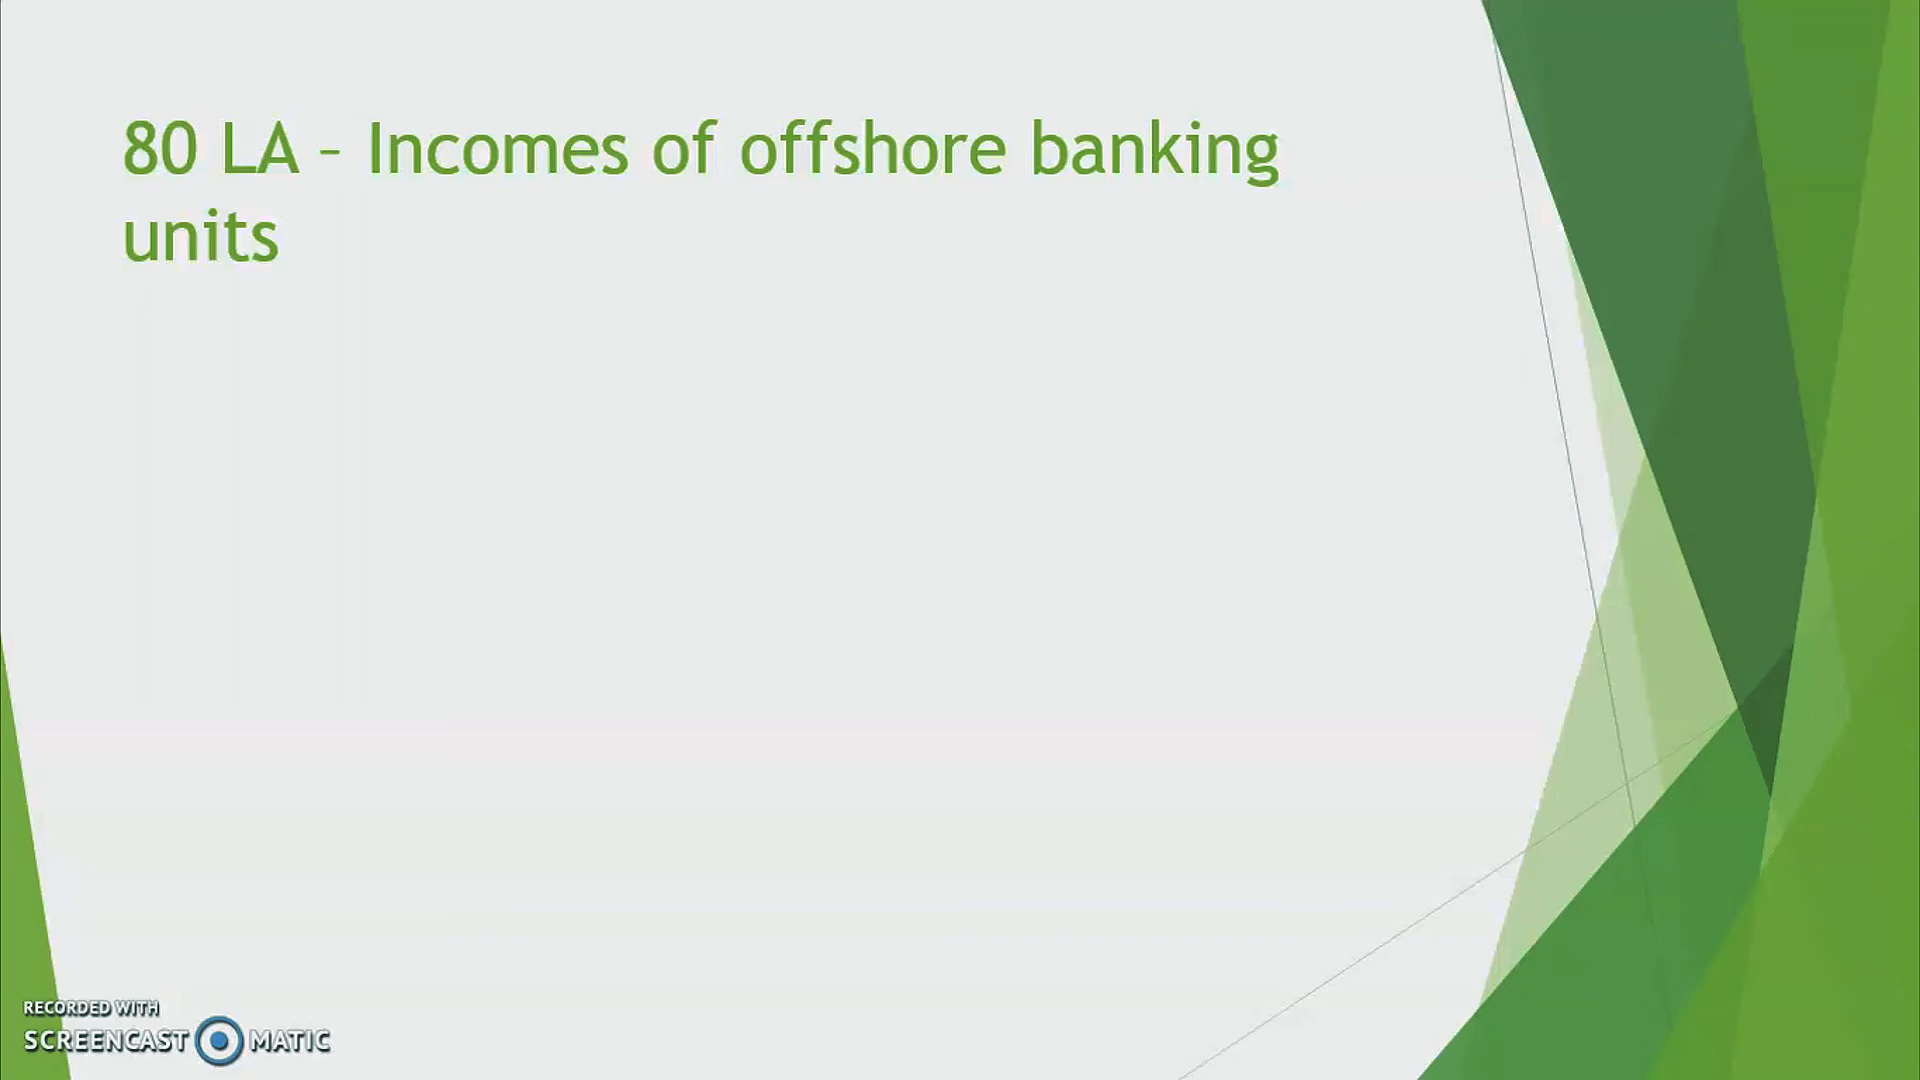 80 LA – Incomes of offshore banking
units
RECORDED WITH
SCREENCAST MATIC